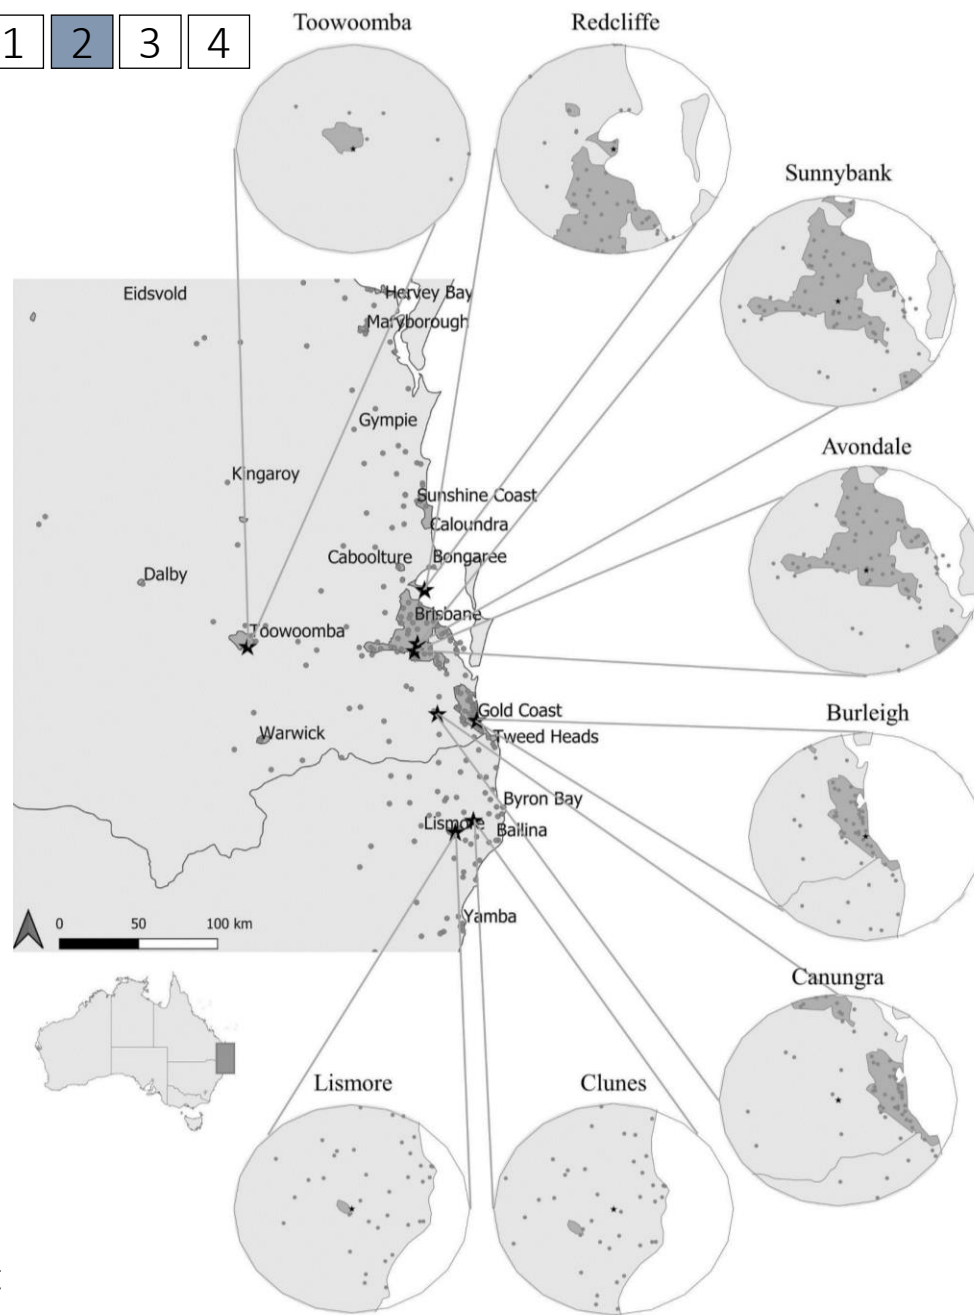 1 2 3 4
Toowoomba
Redcliffe
Sunnybank
Eidsvold
Hervey Bay
Maryborough
Gympie
Avondale
Kingaroy
Sunshine Coast
Caloundra
Caboolture
Bongaree
Dalby
Brisbane
Toowoomba
Burleigh
Gold Coast
Warwick
Tweed Heads
Byron Bay
Lismore
Ballina
Yamba
0 50 100 km
Canungra
Lismore
Clunes